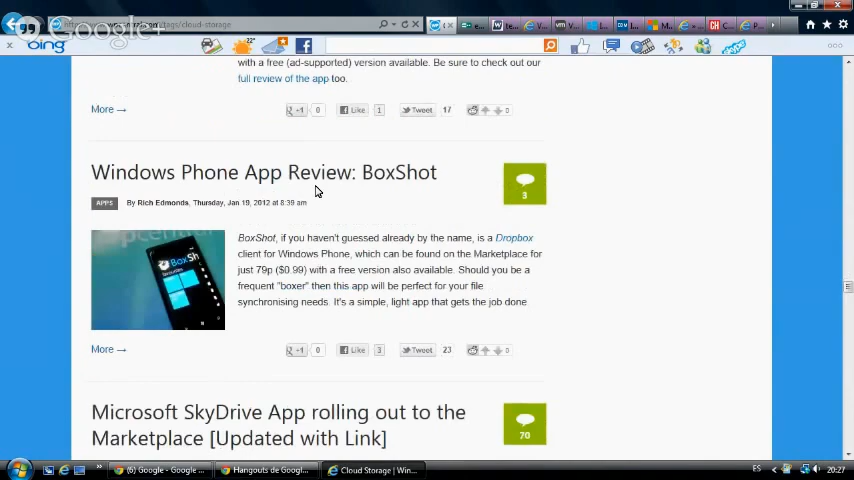 Google+
/tags/cloud-storage
bing
22°
with a free (ad-supported) version available. Be sure to check out our
full review of the app too.
More →
+1 0 Like 1 Tweet 17 0
Windows Phone App Review: BoxShot
3
APPS By Rich Edmonds, Thursday, Jan 19, 2012 at 8:39 am
BoxShot, if you haven't guessed already by the name, is a Dropbox
client for Windows Phone, which can be found on the Marketplace for
just 79p ($0.99) with a free version also available. Should you be a
frequent "boxer" then this app will be perfect for your file
synchronising needs. It's a simple, light app that gets the job done
More →
+1 0 Like 3 Tweet 23 0
Microsoft SkyDrive App rolling out to the
Marketplace [Updated with Link]
70
(6) Google - Google ...
Hangouts de Googl...
Cloud Storage | Win...
ES
20:27